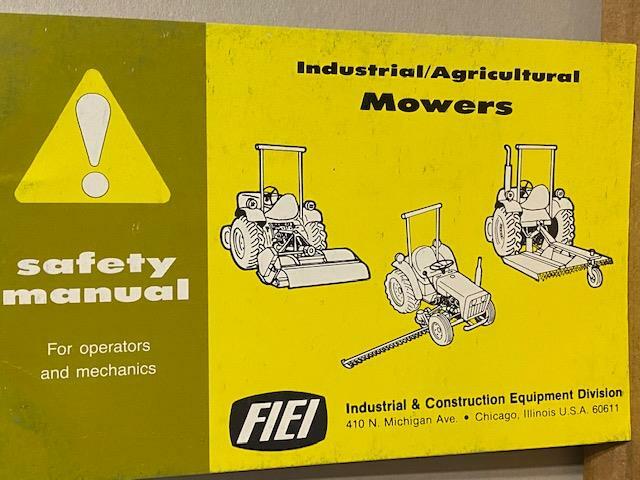 Industrial/Agricultural
Mowers
safety
manual
For operators
and mechanics
FIEI
Industrial & Construction Equipment Division
410 N. Michigan Ave. • Chicago, Illinois U.S.A. 60611